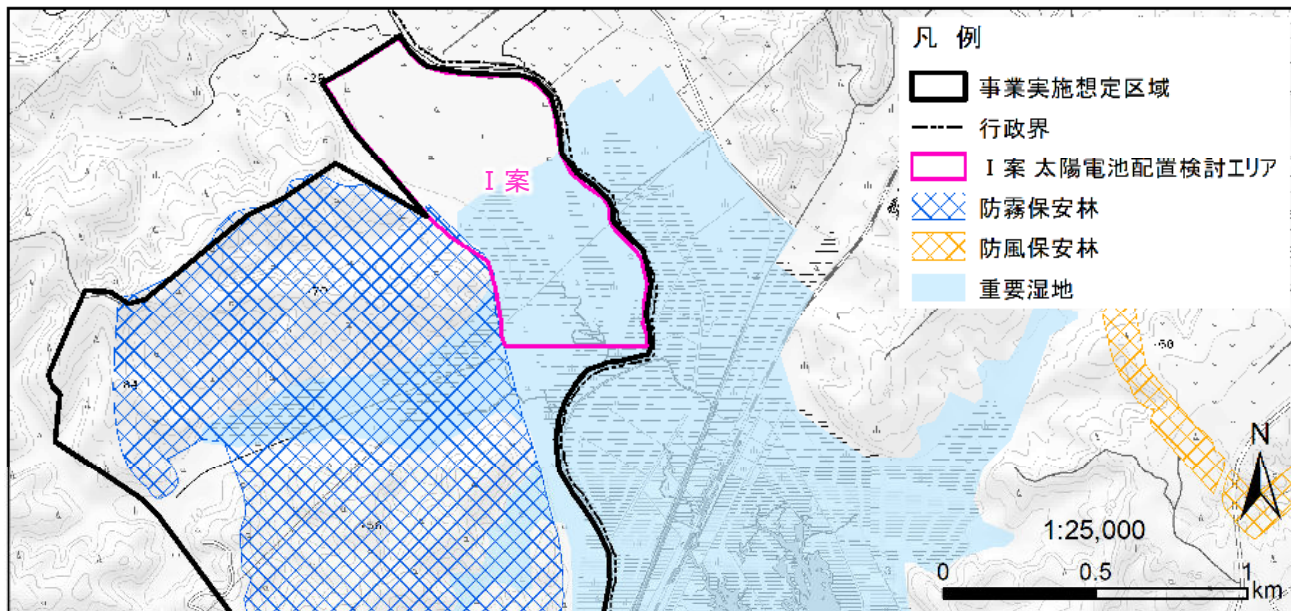 凡 例
事業実施想定区域
行政界
Ⅰ 案 太陽電池配置検討エリア
防霧保安林
防風保安林
重要湿地
Ⅰ 案
N
1:25,000
0 0.5 1
km